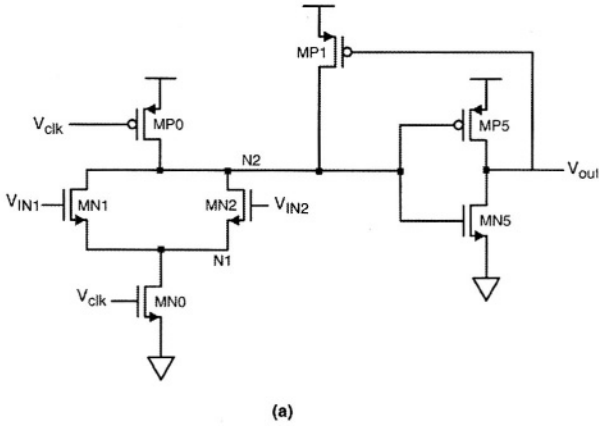 MP1
V_clk
MP0
MP5
N2
V_out
V_IN1
MN1
MN2
V_IN2
MN5
N1
V_clk
MN0
(a)